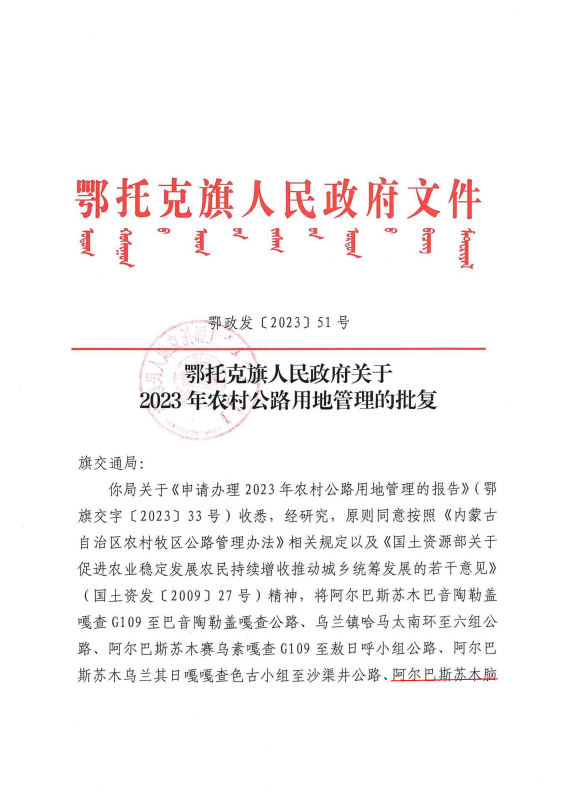 鄂托克旗人民政府文件
鄂政发〔2023〕51号
鄂托克旗人民政府关于
2023年农村公路用地管理的批复
旗交通局：
你局关于《申请办理2023年农村公路用地管理的报告》（鄂
旗交字〔2023〕33号）收悉，经研究，原则同意按照《内蒙古
自治区农村牧区公路管理办法》相关规定以及《国土资源部关于
促进农业稳定发展农民持续增收推动城乡统筹发展的若干意见》
（国土资发〔2009〕27号）精神，将阿尔巴斯苏木巴音陶勒盖
嘎查G109至巴音陶勒盖嘎查公路、乌兰镇哈马太南环至六组公
路、阿尔巴斯苏木赛乌素嘎查G109至敖日呼小组公路、阿尔巴
斯苏木乌兰其日嘎嘎查色古小组至沙渠井公路、阿尔巴斯苏木脑